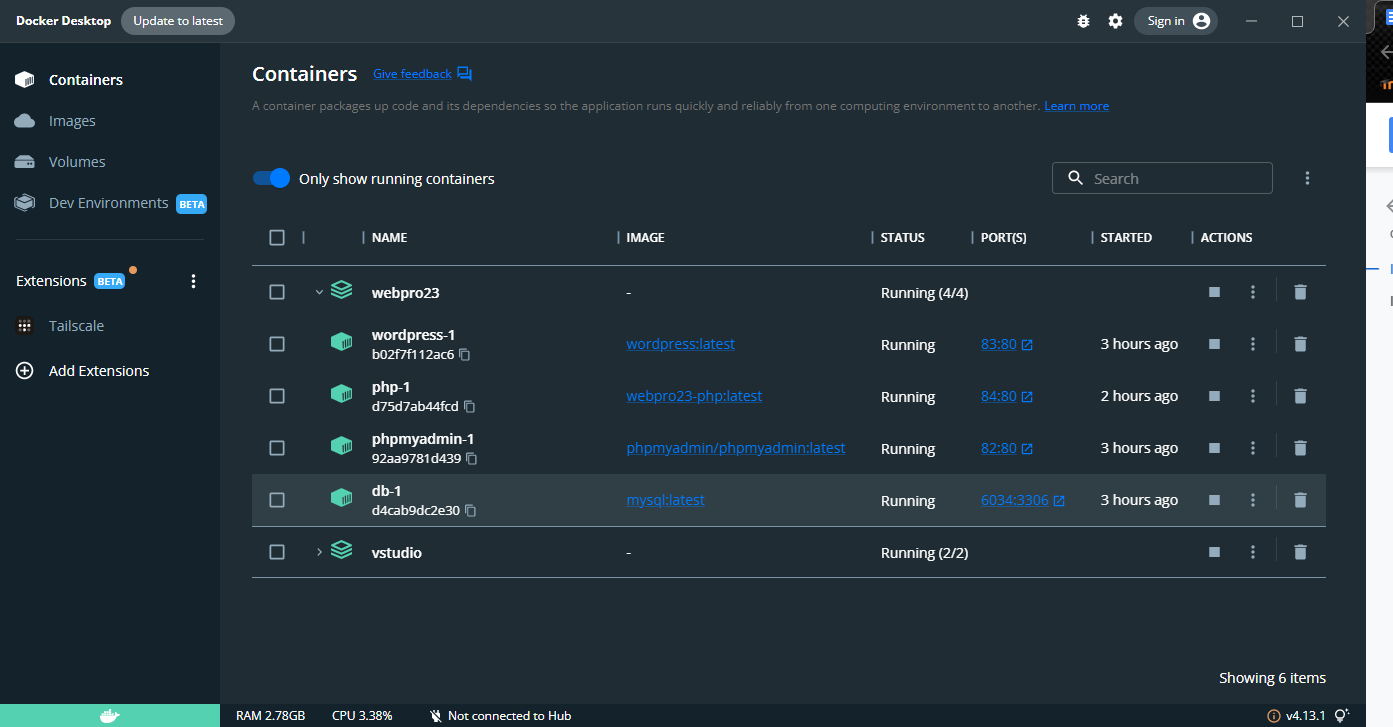 Docker Desktop Update to latest Sign in
Containers
Images
Volumes
Dev Environments BETA
Extensions BETA
Tailscale
Add Extensions
Containers Give feedback
A container packages up code and its dependencies so the application runs quickly and reliably from one computing environment to another. Learn more
Only show running containers Search
NAME IMAGE STATUS PORT(S) STARTED ACTIONS
webpro23 - Running (4/4)
wordpress-1 wordpress:latest Running 83:80 3 hours ago
b02f7f112ac6
php-1 webpro23-php:latest Running 84:80 2 hours ago
d75d7ab44fcd
phpmyadmin-1 phpmyadmin/phpmyadmin:latest Running 82:80 3 hours ago
92aa9781d439
db-1 mysql:latest Running 6034:3306 3 hours ago
d4cab9dc2e30
vstudio - Running (2/2)
Showing 6 items
RAM 2.78GB CPU 3.38% Not connected to Hub v4.13.1